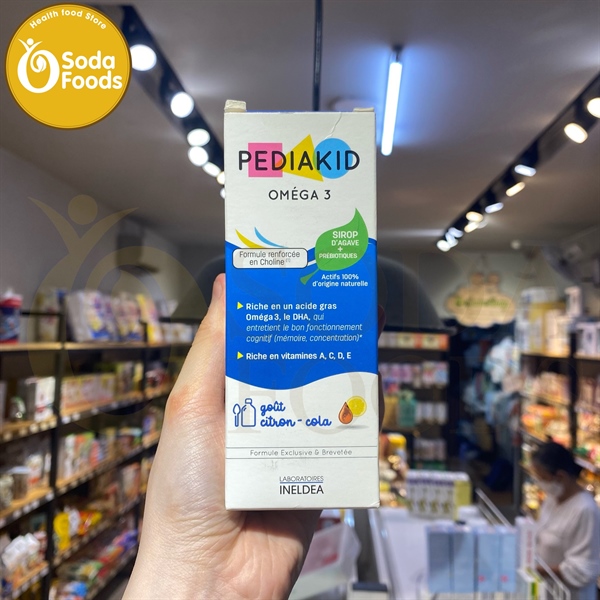 Health food Store
Soda
Foods
PEDIAKID
OMÉGA 3
Formule renforcée
en Choline
SIROP
D'AGAVE
+
PRÉBIOTIQUES
Actifs 100%
d'origine naturelle
Riche en un acide gras
Oméga 3, le DHA, qui
entretient le bon fonctionnement
cognitif (mémoire, concentration)*
Riche en vitamines A, C, D, E
goût
citron - cola
Formule Exclusive & Brevetée
LABORATOIRES
INELDEA